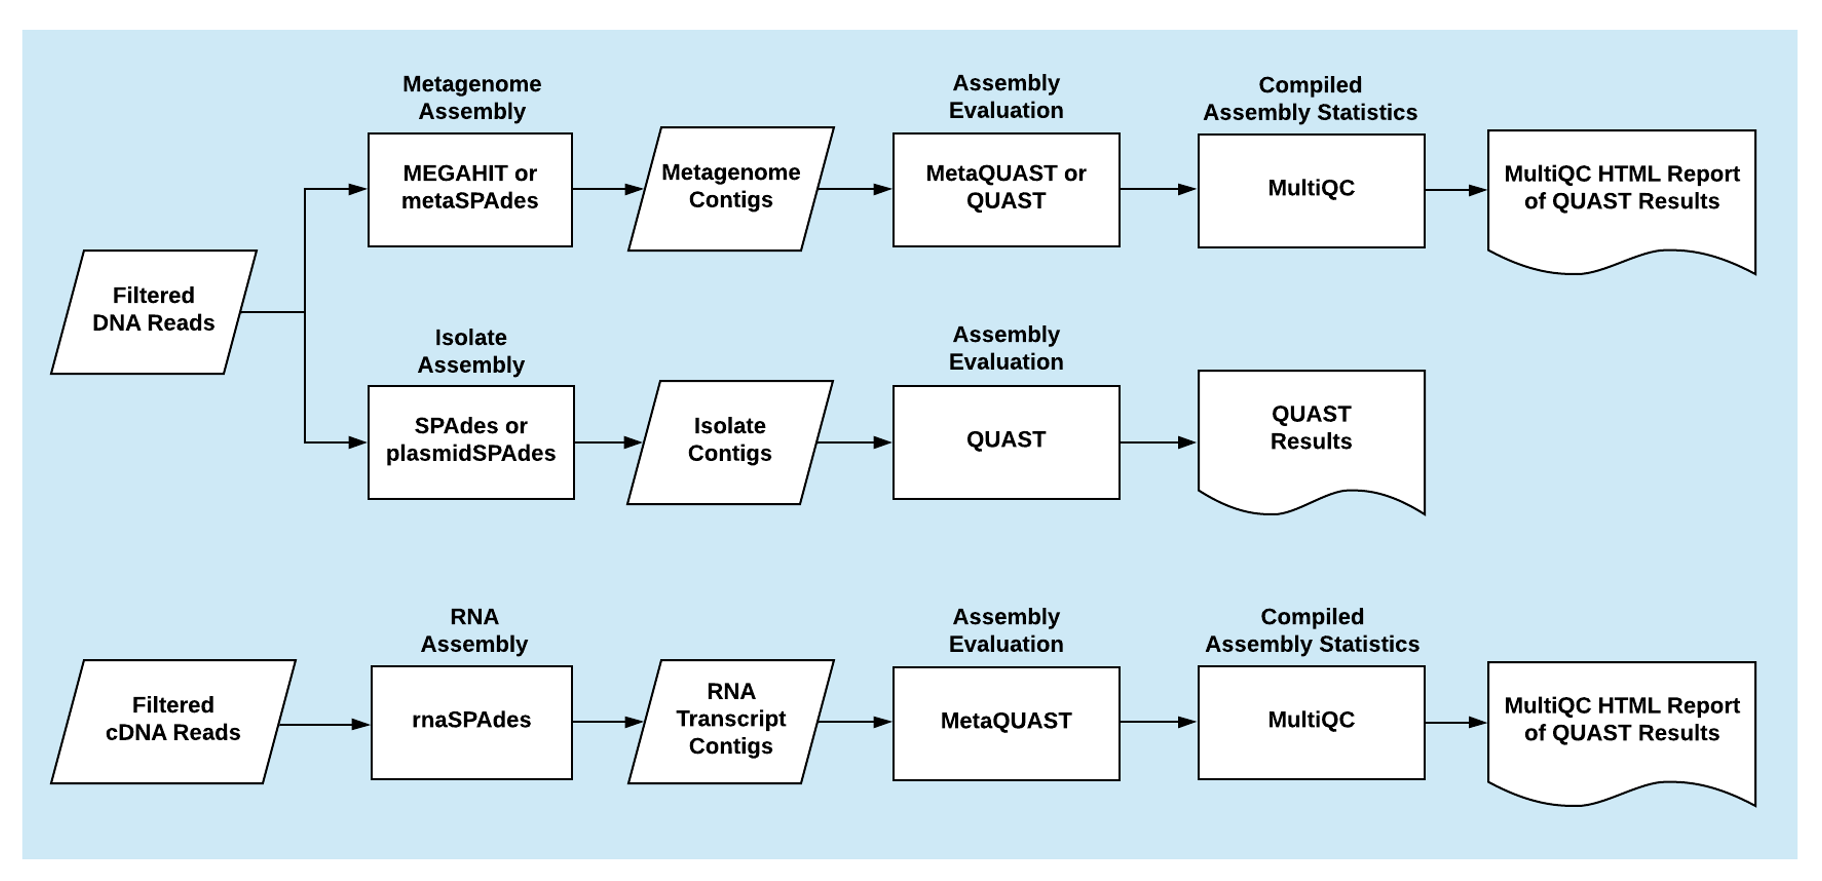 Metagenome
Assembly
MEGAHIT or
metaSPAdes
Metagenome
Contigs
Assembly
Evaluation
MetaQUAST or
QUAST
Compiled
Assembly Statistics
MultiQC
MultiQC HTML Report
of QUAST Results
Filtered
DNA Reads
Isolate
Assembly
SPAdes or
plasmidSPAdes
Isolate
Contigs
Assembly
Evaluation
QUAST
QUAST
Results
Filtered
cDNA Reads
RNA
Assembly
rnaSPAdes
RNA
Transcript
Contigs
Assembly
Evaluation
MetaQUAST
Compiled
Assembly Statistics
MultiQC
MultiQC HTML Report
of QUAST Results